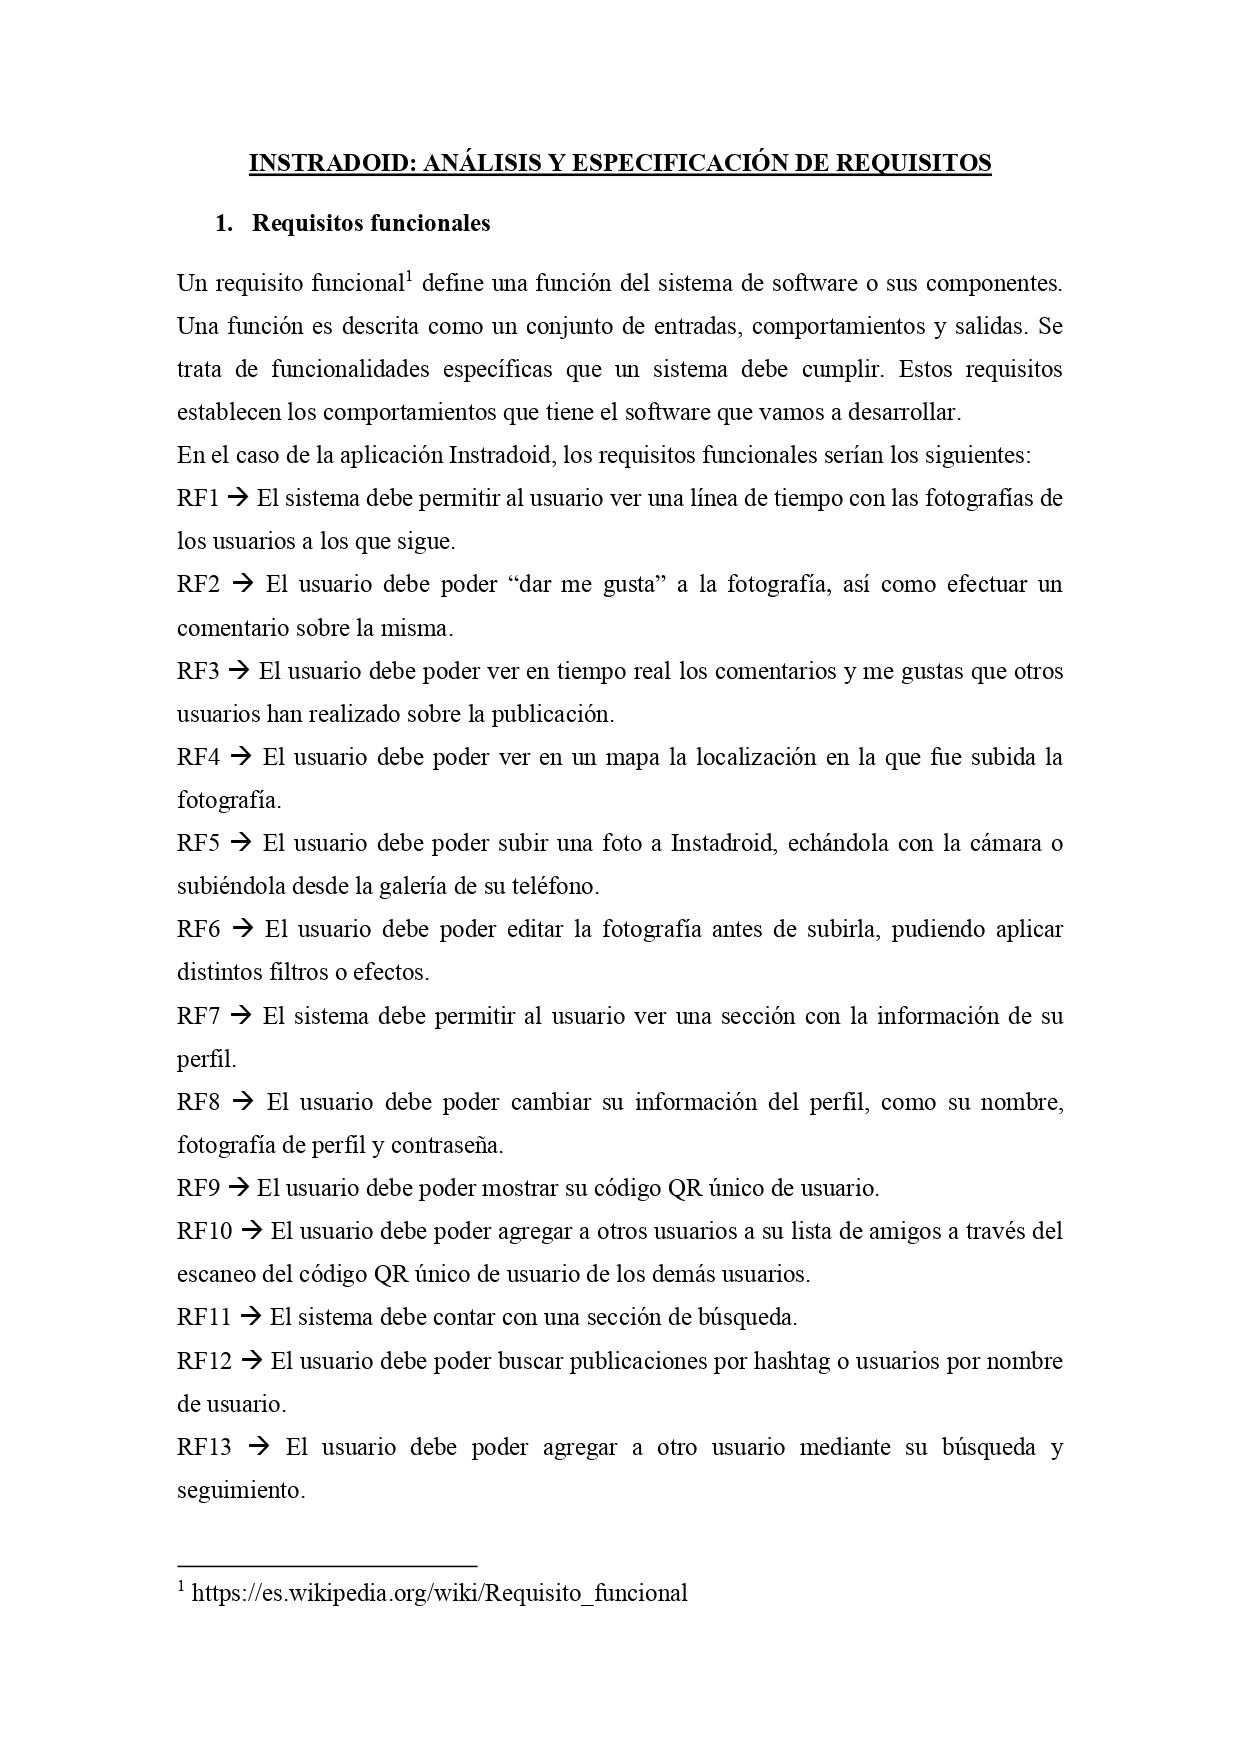 INSTRADOID: ANÁLISIS Y ESPECIFICACIÓN DE REQUISITOS
1. Requisitos funcionales
Un requisito funcional1 define una función del sistema de software o sus componentes.
Una función es descrita como un conjunto de entradas, comportamientos y salidas. Se
trata de funcionalidades específicas que un sistema debe cumplir. Estos requisitos
establecen los comportamientos que tiene el software que vamos a desarrollar.
En el caso de la aplicación Instradoid, los requisitos funcionales serían los siguientes:
RF1 → El sistema debe permitir al usuario ver una línea de tiempo con las fotografías de
los usuarios a los que sigue.
RF2 → El usuario debe poder “dar me gusta” a la fotografía, así como efectuar un
comentario sobre la misma.
RF3 → El usuario debe poder ver en tiempo real los comentarios y me gustas que otros
usuarios han realizado sobre la publicación.
RF4 → El usuario debe poder ver en un mapa la localización en la que fue subida la
fotografía.
RF5 → El usuario debe poder subir una foto a Instadroid, echándola con la cámara o
subiéndola desde la galería de su teléfono.
RF6 → El usuario debe poder editar la fotografía antes de subirla, pudiendo aplicar
distintos filtros o efectos.
RF7 → El sistema debe permitir al usuario ver una sección con la información de su
perfil.
RF8 → El usuario debe poder cambiar su información del perfil, como su nombre,
fotografía de perfil y contraseña.
RF9 → El usuario debe poder mostrar su código QR único de usuario.
RF10 → El usuario debe poder agregar a otros usuarios a su lista de amigos a través del
escaneo del código QR único de usuario de los demás usuarios.
RF11 → El sistema debe contar con una sección de búsqueda.
RF12 → El usuario debe poder buscar publicaciones por hashtag o usuarios por nombre
de usuario.
RF13 → El usuario debe poder agregar a otro usuario mediante su búsqueda y
seguimiento.
1 https://es.wikipedia.org/wiki/Requisito_funcional